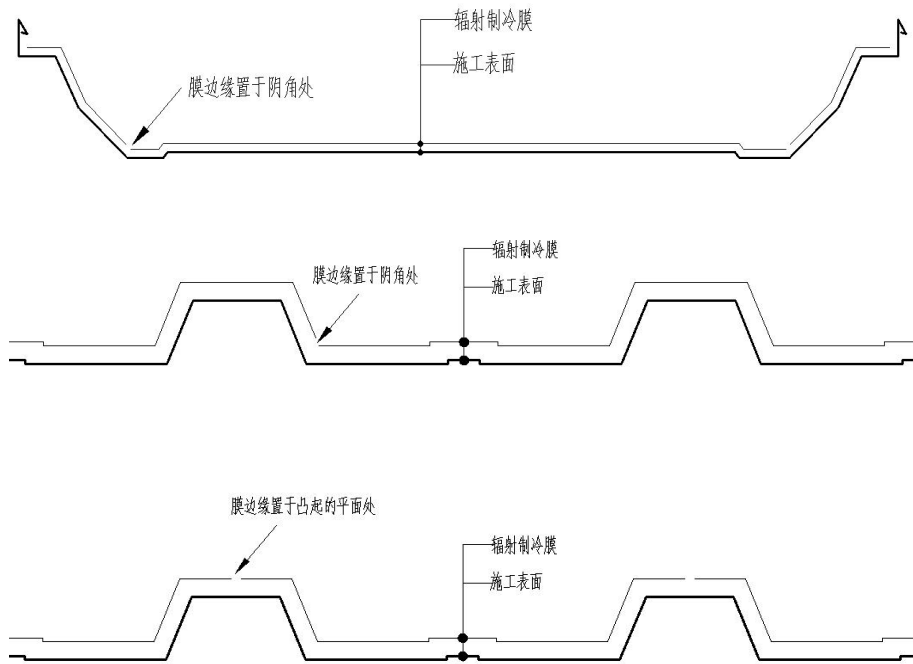 辐射制冷膜
施工表面
膜边缘置于阴角处
辐射制冷膜
膜边缘置于阴角处
施工表面
膜边缘置于凸起的平面处
辐射制冷膜
施工表面